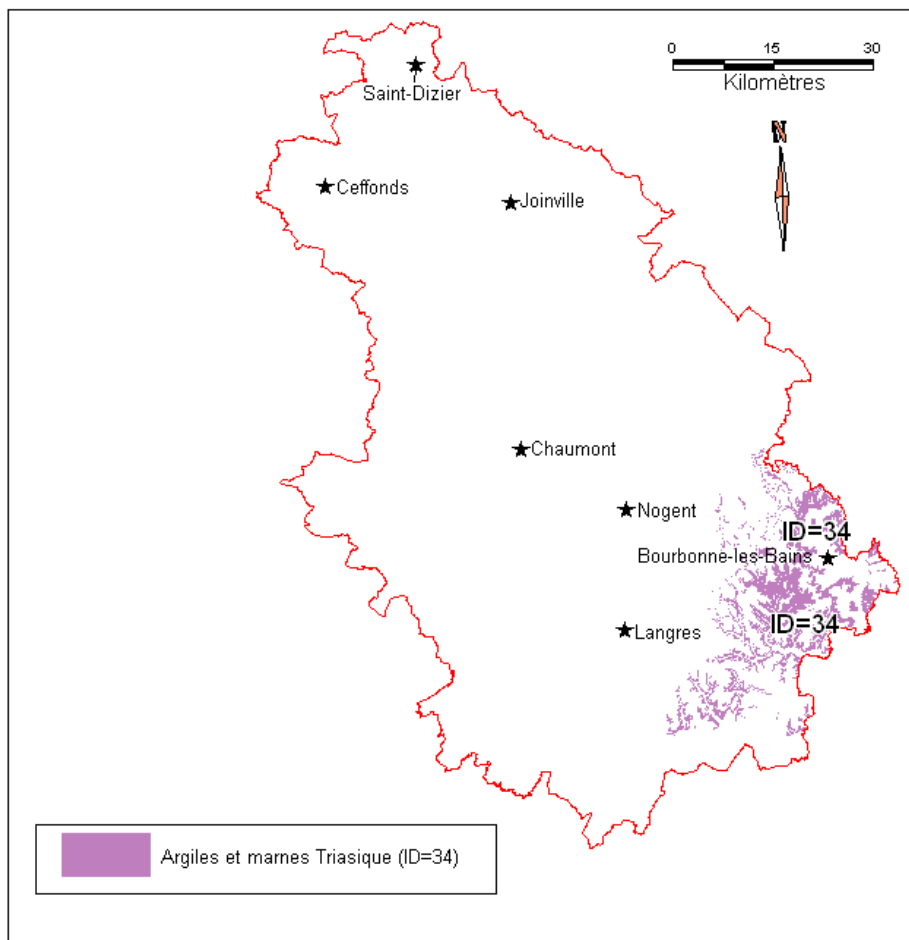 0 15 30
Kilomètres
N
Saint-Dizier
Ceffonds
Joinville
Chaumont
Nogent
ID=34
Bourbonne-les-Bains
ID=34
Langres
Argiles et marnes Triasique (ID=34)